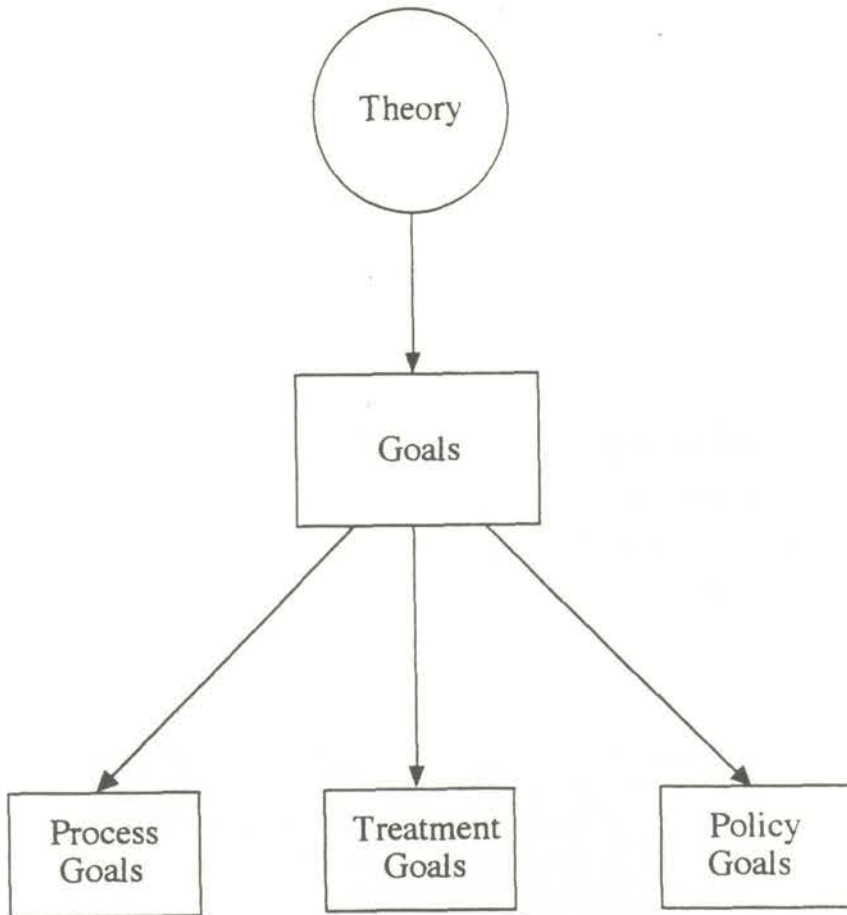 Theory
Goals
Process
Goals
Treatment
Goals
Policy
Goals